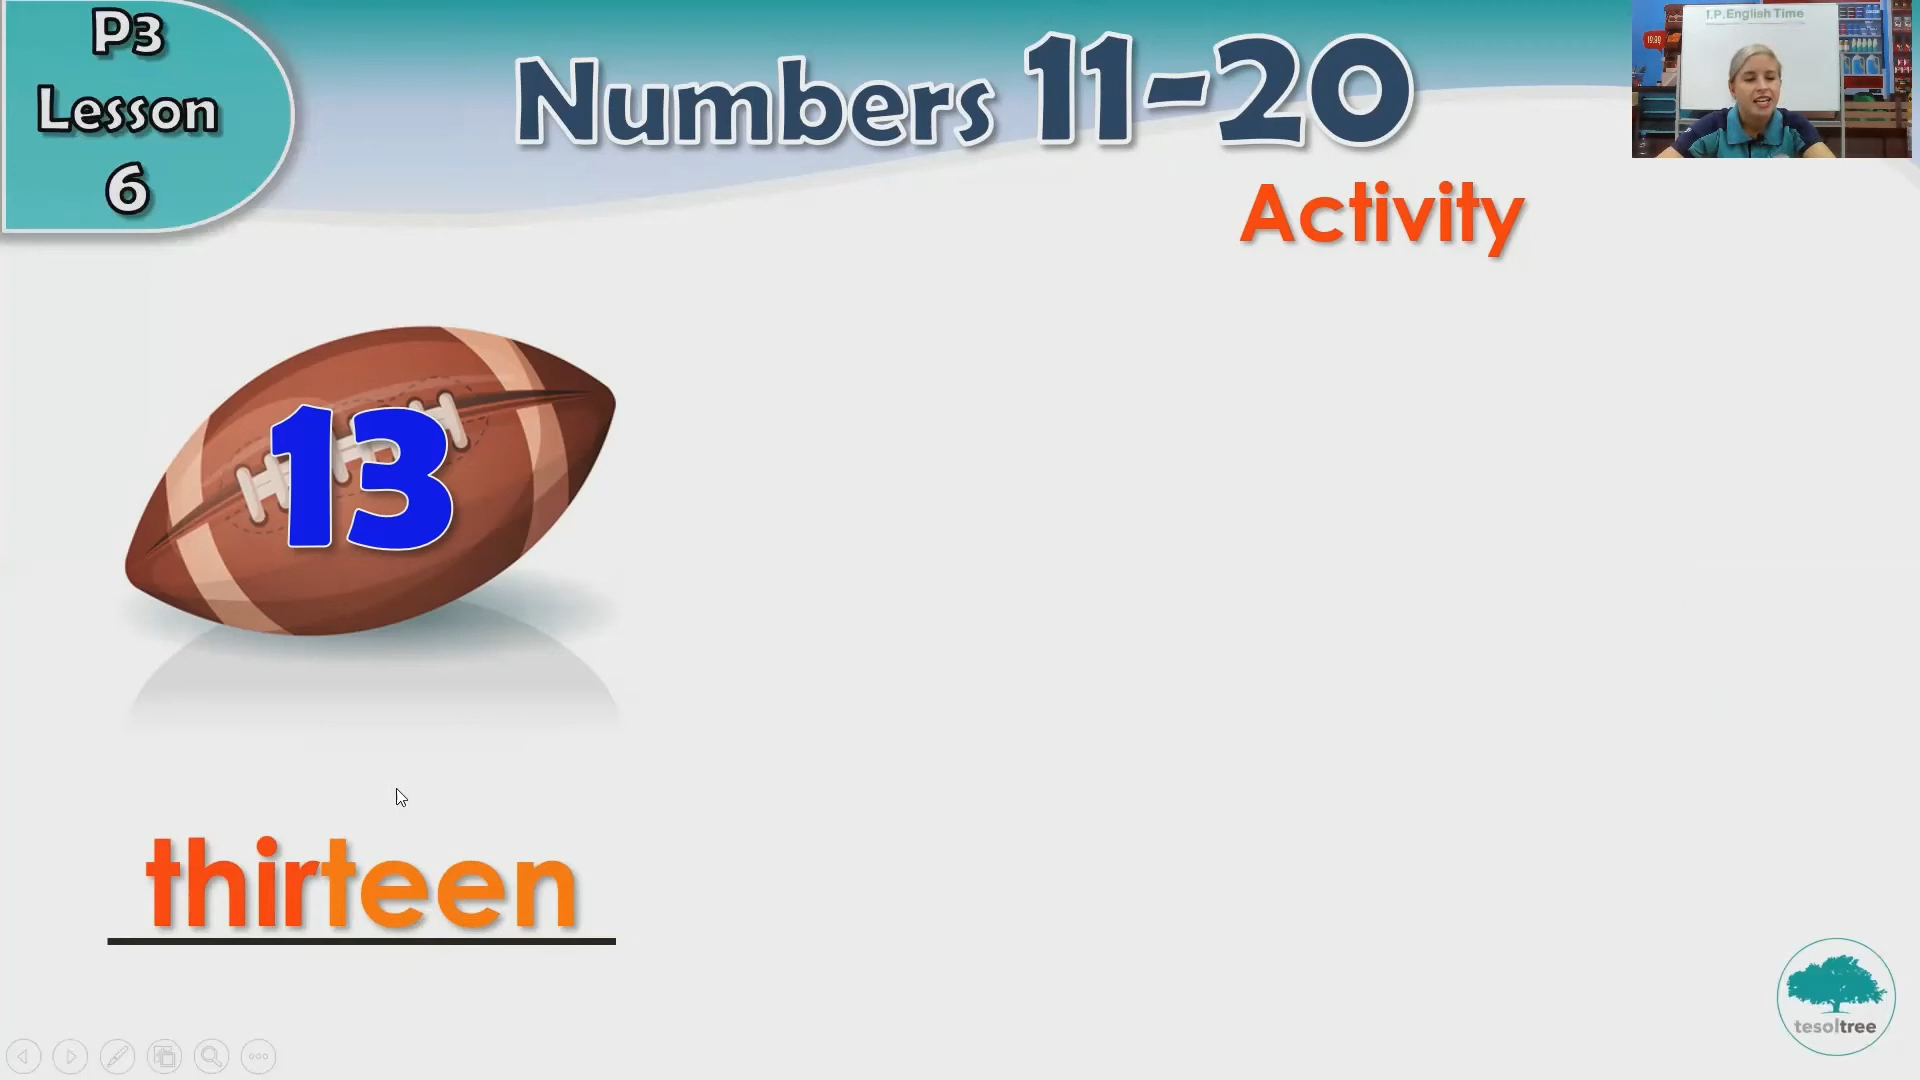 P3
Lesson
6
Numbers 11-20
I.P.English Time
Activity
13
thirteen
tesoltree